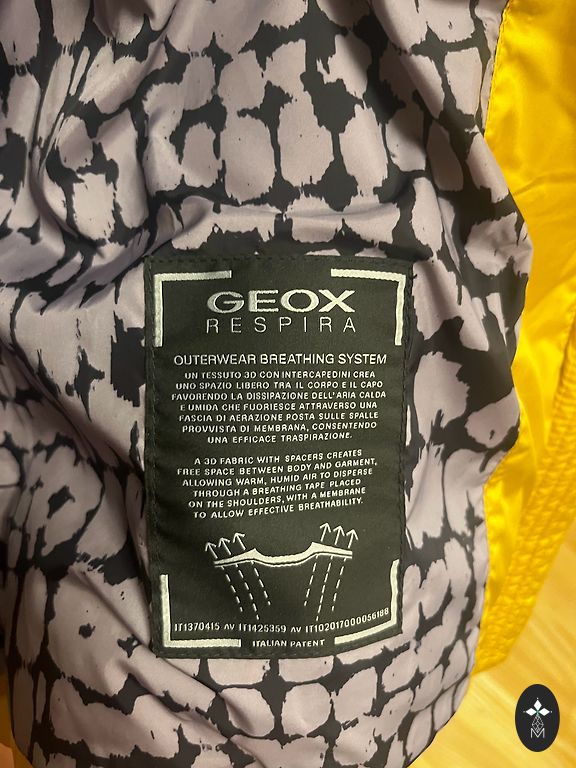 GEOX
RESPIRA
OUTERWEAR BREATHING SYSTEM
UN TESSUTO 3D CON INTERCAPEDINI CREA
UNO SPAZIO LIBERO TRA IL CORPO E IL CAPO
FAVORENDO LA DISSIPAZIONE DELL'ARIA CALDA
E UMIDA CHE FUORIESCE ATTRAVERSO UNA
FASCIA DI AERAZIONE POSTA SULLE SPALLE
PROVVISTA DI MEMBRANA, CONSENTENDO
UNA EFFICACE TRASPIRAZIONE.
A 3D FABRIC WITH SPACERS CREATES
FREE SPACE BETWEEN BODY AND GARMENT,
ALLOWING WARM, HUMID AIR TO DISPERSE
THROUGH A BREATHING TAPE PLACED
ON THE SHOULDERS, WITH A MEMBRANE
TO ALLOW EFFECTIVE BREATHABILITY.
IT1370415 AV IT1425359 AV IT102017000056188
ITALIAN PATENT